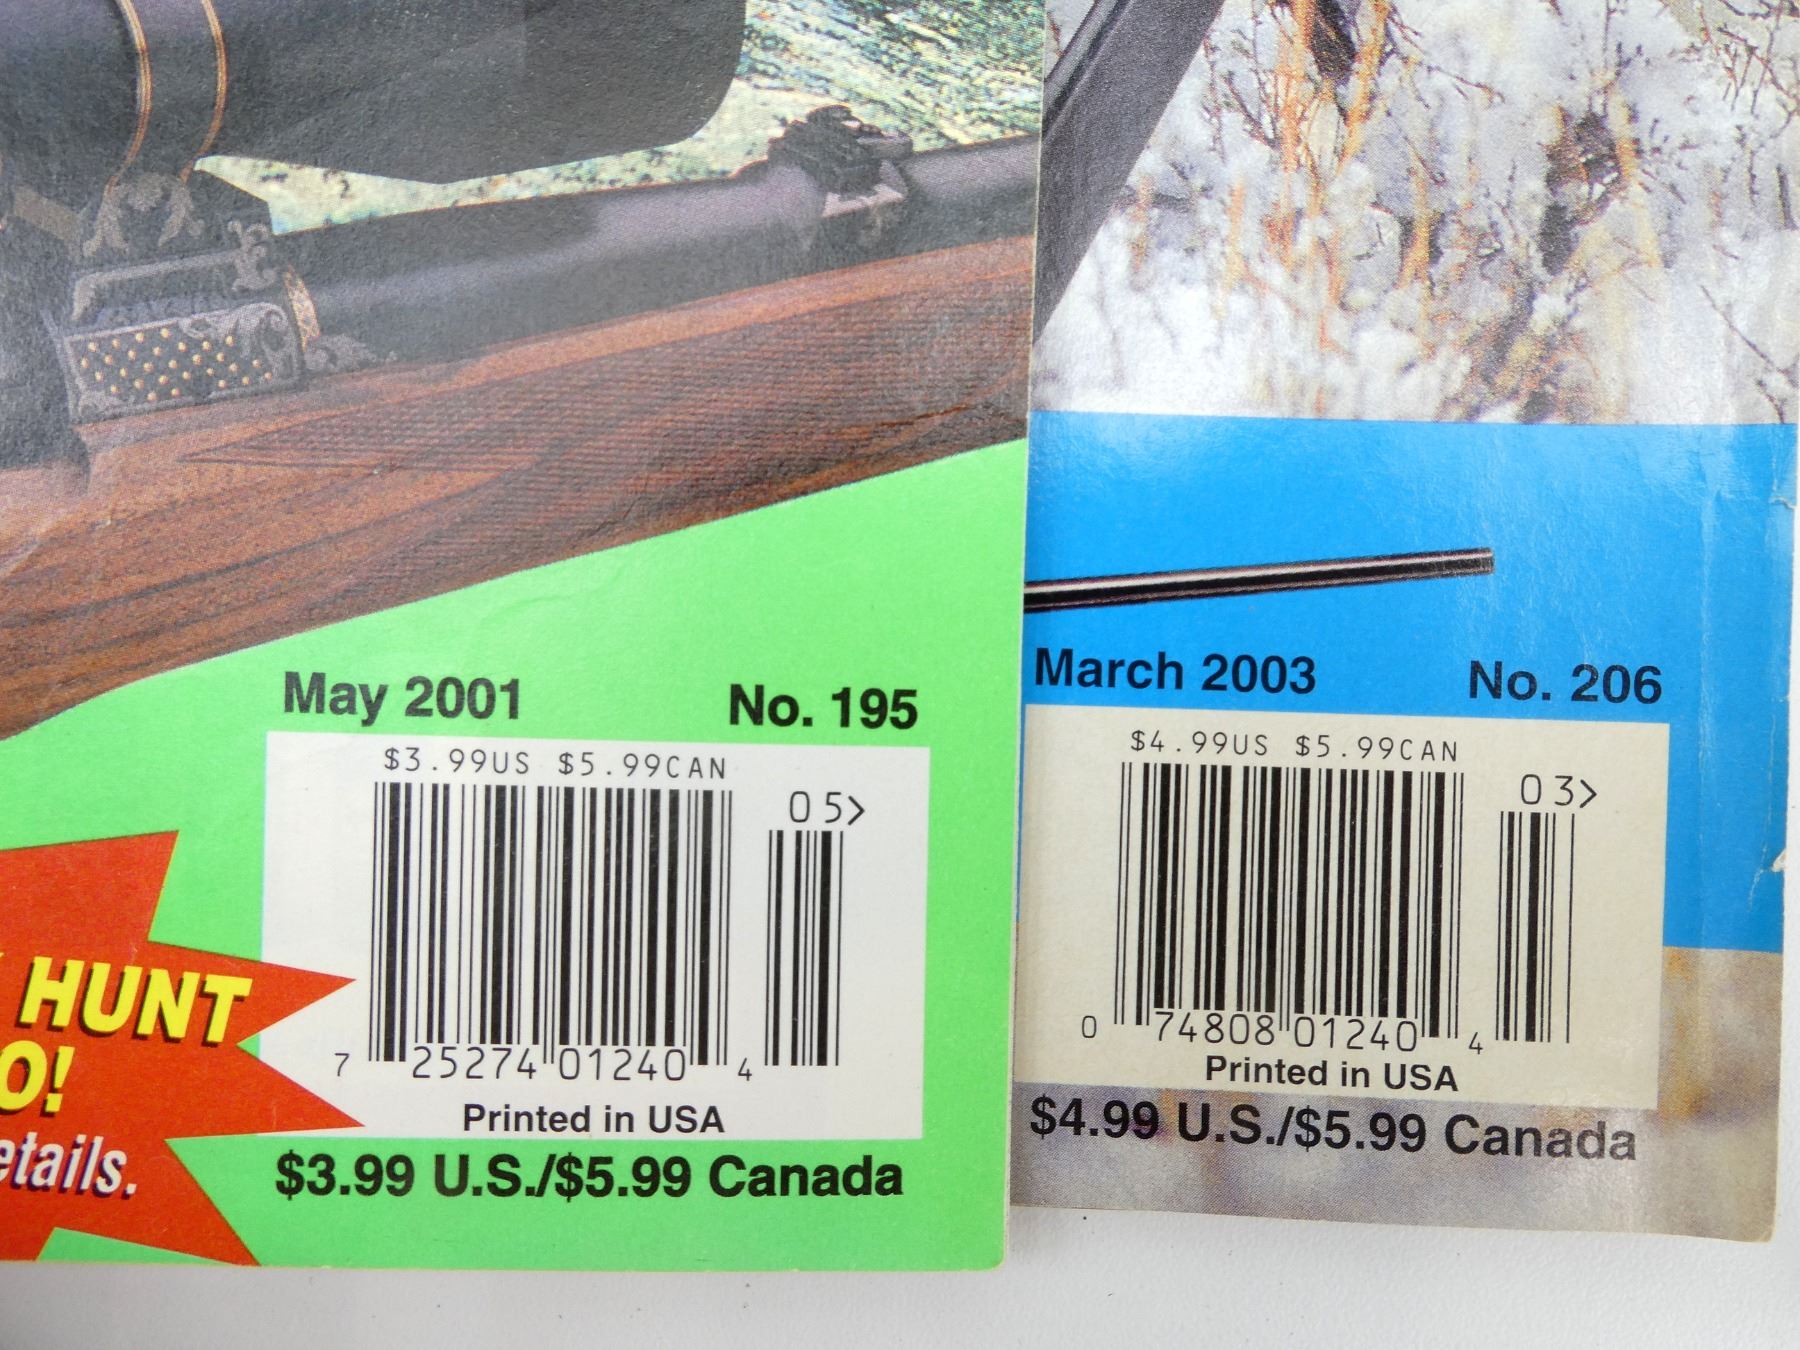 May 2001 No. 195
$3.99US $5.99CAN
05>
7 25274 01240 4
Printed in USA
$3.99 U.S./$5.99 Canada
HUNT
O!
etails.
March 2003 No. 206
$4.99US $5.99CAN
03>
0 74808 01240 4
Printed in USA
$4.99 U.S./$5.99 Canada